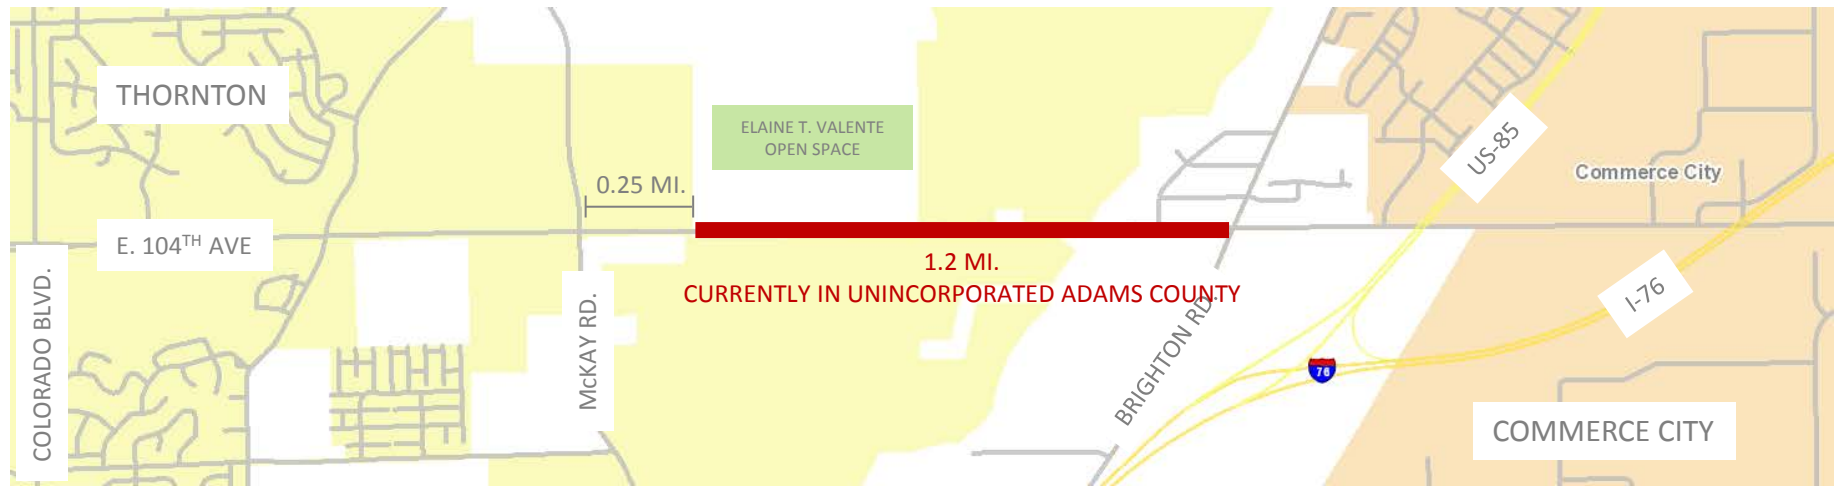 THORNTON
ELAINE T. VALENTE
OPEN SPACE
US-85
Commerce City
0.25 MI.
E. 104TH AVE
1.2 MI.
CURRENTLY IN UNINCORPORATED ADAMS COUNTY
COLORADO BLVD.
McKAY RD.
BRIGHTON RD.
I-76
76
COMMERCE CITY